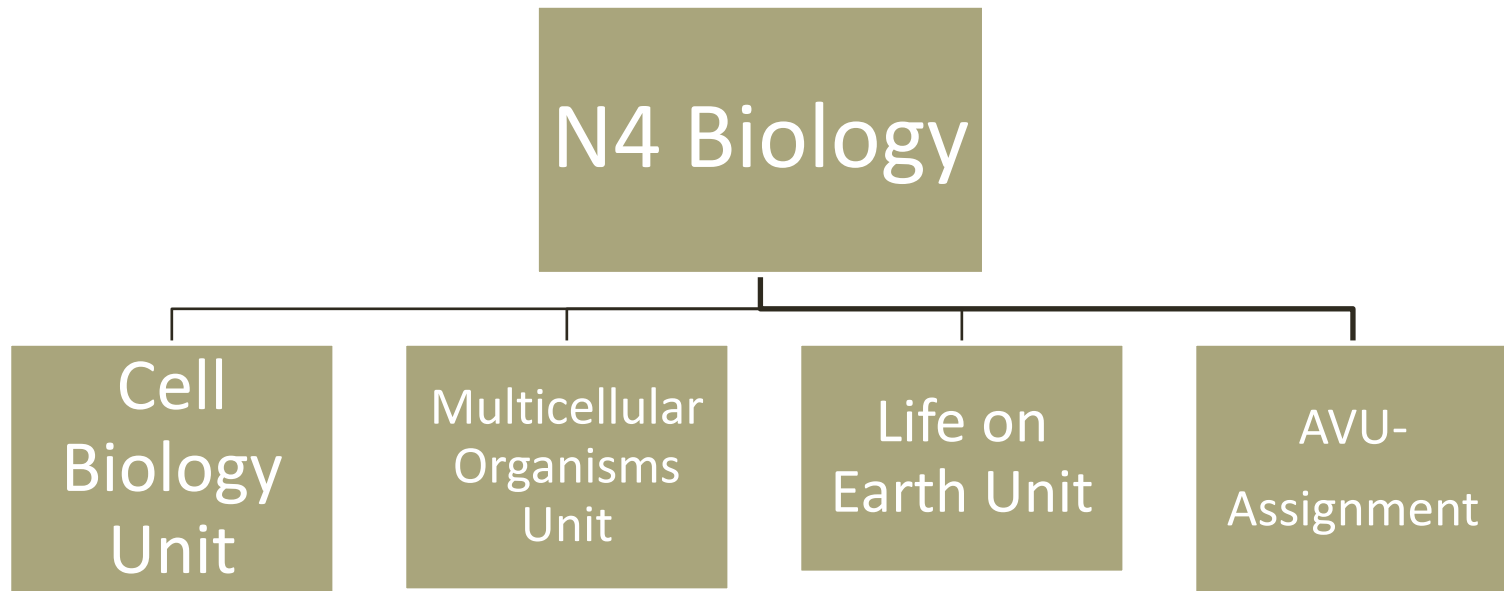 N4 Biology
Cell
Biology
Unit
Multicellular
Organisms
Unit
Life on
Earth Unit
AVU-
Assignment